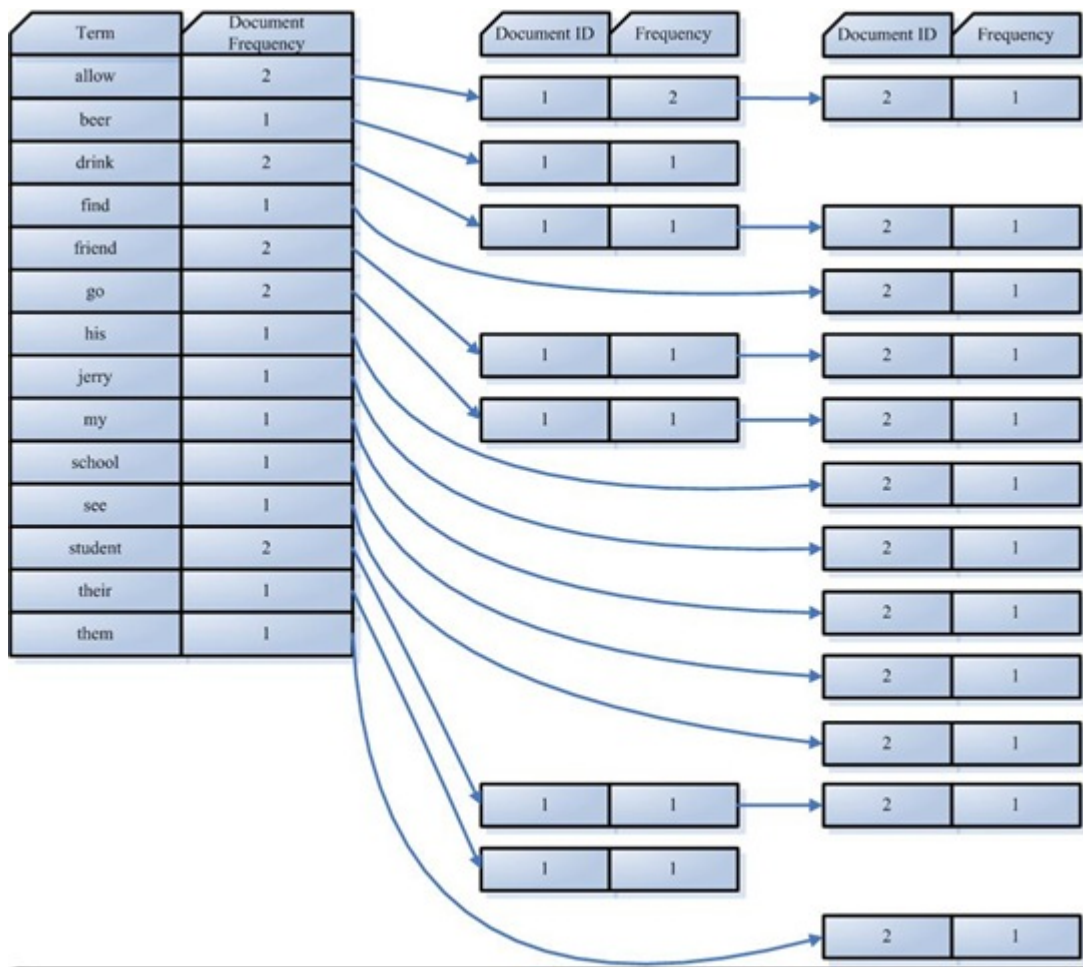 Term Document Frequency Document ID Frequency Document ID Frequency
allow 2
1 2 2 1
beer 1
1 1
drink 2
1 1 2 1
find 1
2 1
friend 2
1 1 2 1
go 2
1 1 2 1
his 1
2 1
jerry 1
2 1
my 1
2 1
school 1
2 1
see 1
2 1
student 2
1 1 2 1
their 1
1 1
them 1
2 1